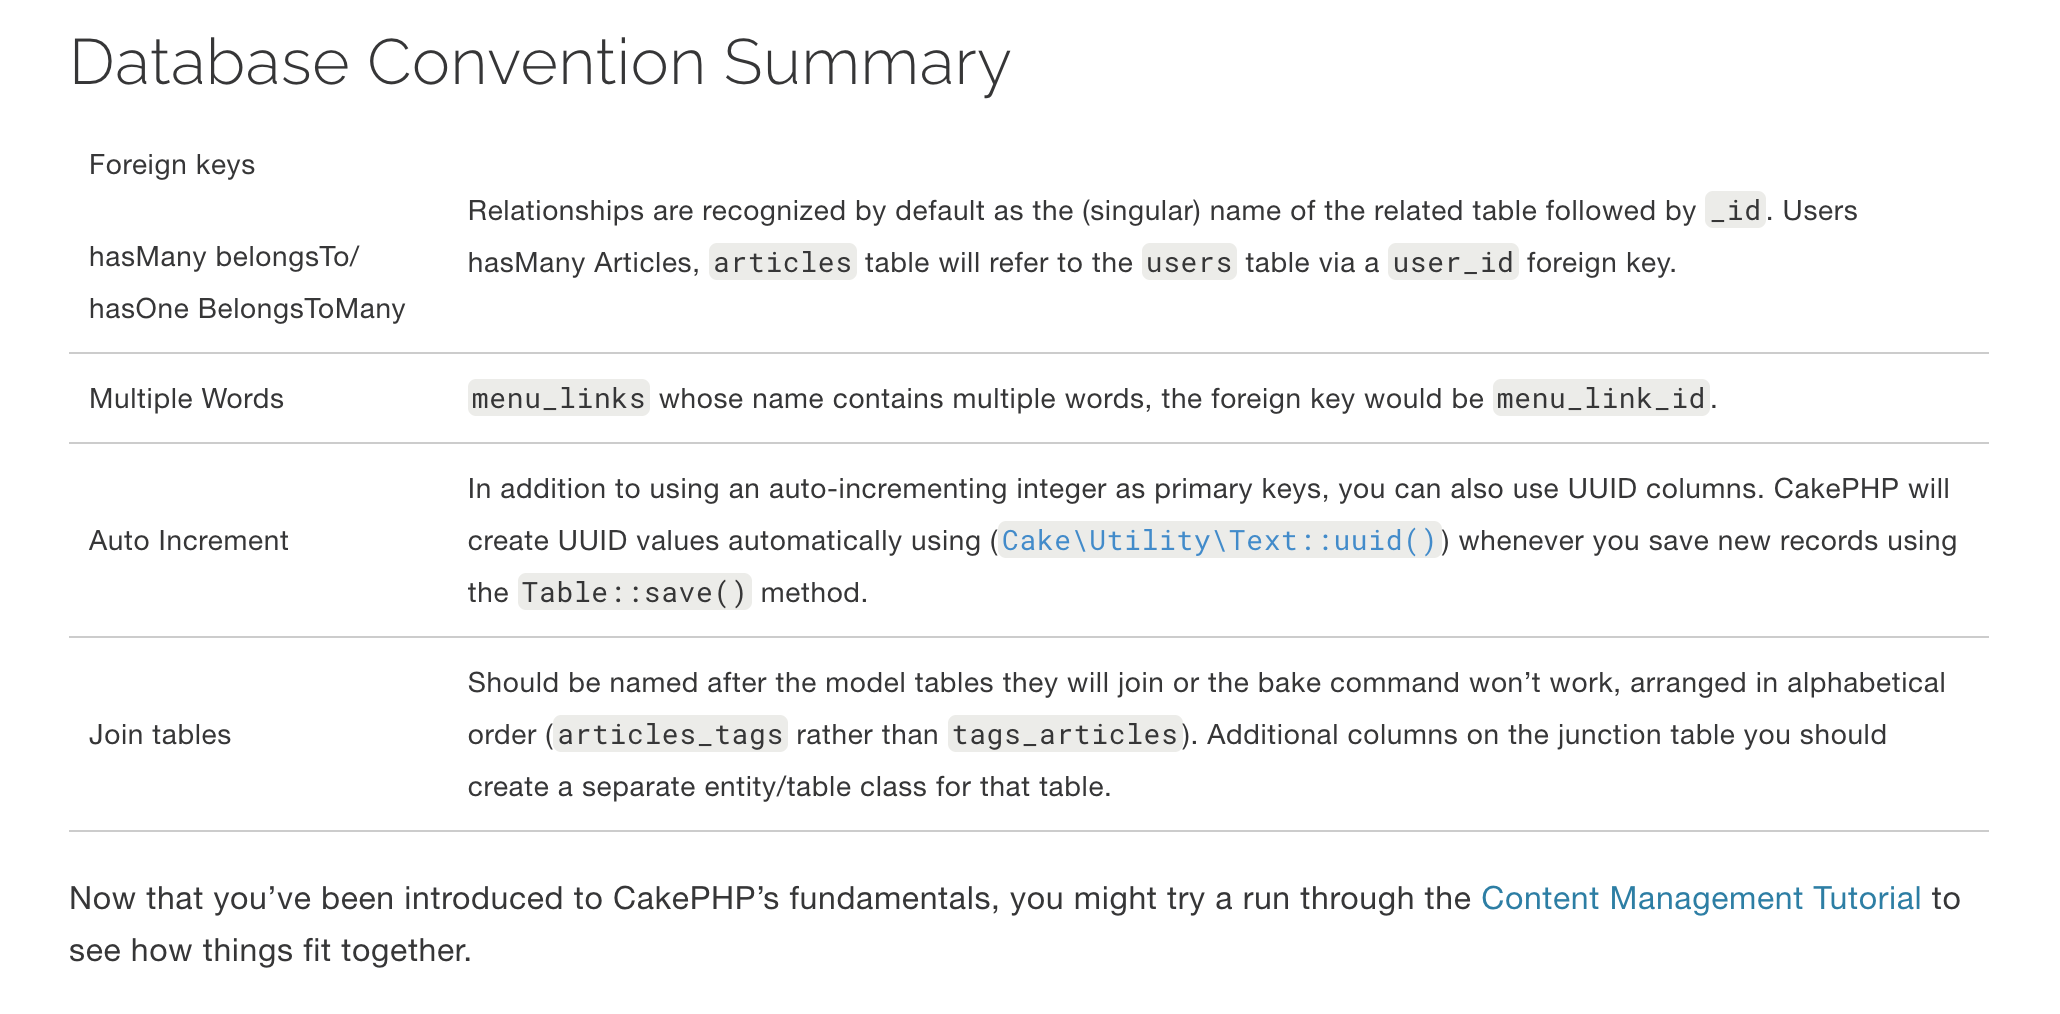 Database Convention Summary
Foreign keys
hasMany belongsTo/
hasOne BelongsToMany
Relationships are recognized by default as the (singular) name of the related table followed by _id. Users
hasMany Articles, articles table will refer to the users table via a user_id foreign key.
Multiple Words
menu_links whose name contains multiple words, the foreign key would be menu_link_id.
Auto Increment
In addition to using an auto-incrementing integer as primary keys, you can also use UUID columns. CakePHP will
create UUID values automatically using (Cake\Utility\Text::uuid()) whenever you save new records using
the Table::save() method.
Join tables
Should be named after the model tables they will join or the bake command won’t work, arranged in alphabetical
order (articles_tags rather than tags_articles). Additional columns on the junction table you should
create a separate entity/table class for that table.
Now that you’ve been introduced to CakePHP’s fundamentals, you might try a run through the Content Management Tutorial to
see how things fit together.